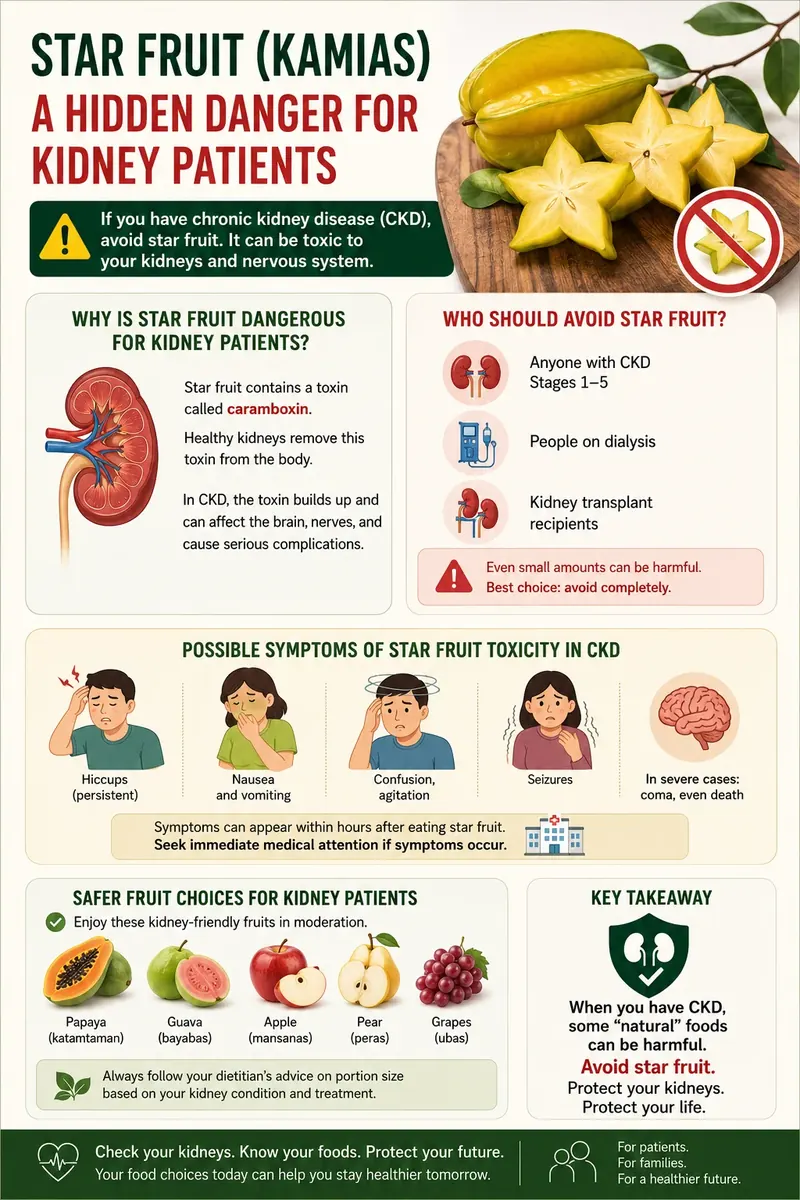 STAR FRUIT (KAMIAS)
A HIDDEN DANGER FOR
KIDNEY PATIENTS
If you have chronic kidney disease (CKD),
avoid star fruit. It can be toxic to
your kidneys and nervous system.
WHY IS STAR FRUIT DANGEROUS
FOR KIDNEY PATIENTS?
Star fruit contains a toxin
called caramboxin.
Healthy kidneys remove this
toxin from the body.
In CKD, the toxin builds up and
can affect the brain, nerves, and
cause serious complications.
WHO SHOULD AVOID STAR FRUIT?
Anyone with CKD
Stages 1–5
People on dialysis
Kidney transplant
recipients
Even small amounts can be harmful.
Best choice: avoid completely.
POSSIBLE SYMPTOMS OF STAR FRUIT TOXICITY IN CKD
Hiccups
(persistent)
Nausea
and vomiting
Confusion,
agitation
Seizures
In severe cases:
coma, even death
Symptoms can appear within hours after eating star fruit.
Seek immediate medical attention if symptoms occur.
SAFER FRUIT CHOICES FOR KIDNEY PATIENTS
Enjoy these kidney-friendly fruits in moderation.
Papaya
(katamtaman)
Guava
(bayabas)
Apple
(mansanas)
Pear
(peras)
Grapes
(ubas)
Always follow your dietitian's advice on portion size
based on your kidney condition and treatment.
KEY TAKEAWAY
When you have CKD,
some “natural” foods
can be harmful.
Avoid star fruit.
Protect your kidneys.
Protect your life.
Check your kidneys. Know your foods. Protect your future.
Your food choices today can help you stay healthier tomorrow.
For patients.
For families.
For a healthier future.